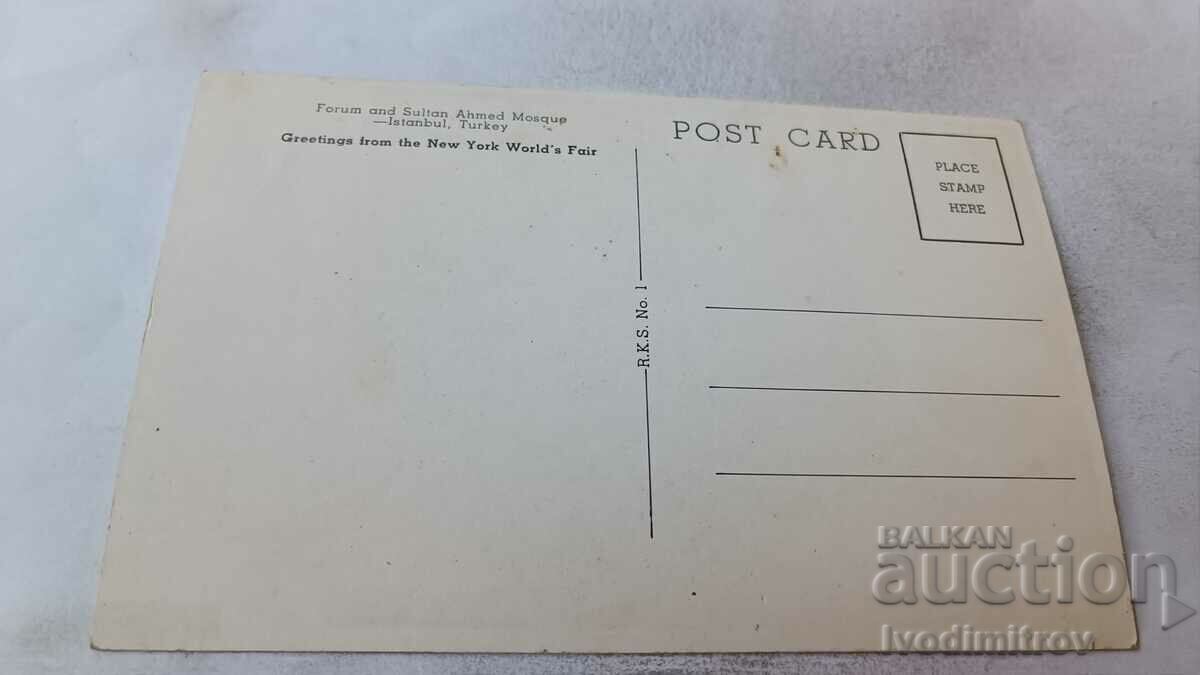 Forum and Sultan Ahmed Mosque
—Istanbul, Turkey
Greetings from the New York World's Fair
POST CARD
PLACE
STAMP
HERE
R.K.S. No. 1
BALKAN
auction
Ivodimitrov